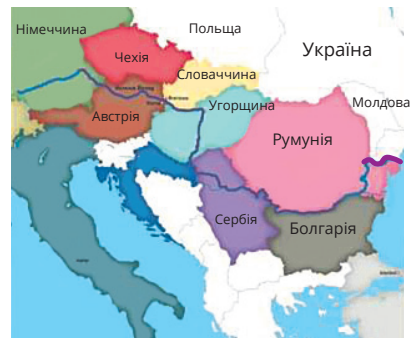 Німеччина
Польща
Чехія
Україна
Словаччина
Молдова
Угорщина
Австрія
Румунія
Сербія
Болгарія